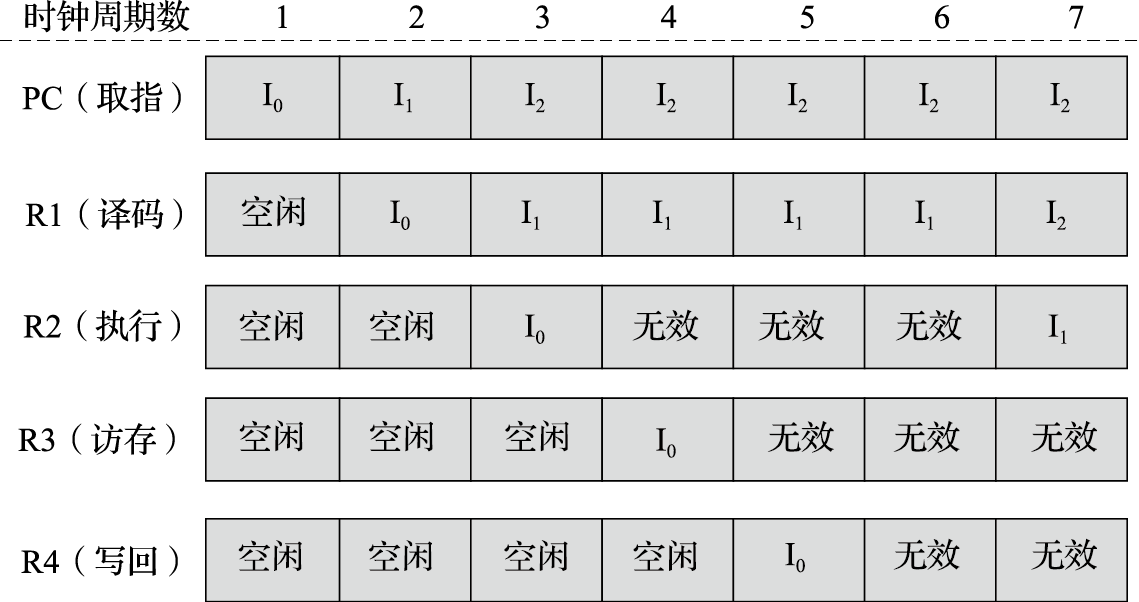 时钟周期数 1 2 3 4 5 6 7
PC（取指） I₀ I₁ I₂ I₂ I₂ I₂ I₂
R1（译码） 空闲 I₀ I₁ I₁ I₁ I₁ I₂
R2（执行） 空闲 空闲 I₀ 无效 无效 无效 I₁
R3（访存） 空闲 空闲 空闲 I₀ 无效 无效 无效
R4（写回） 空闲 空闲 空闲 空闲 I₀ 无效 无效